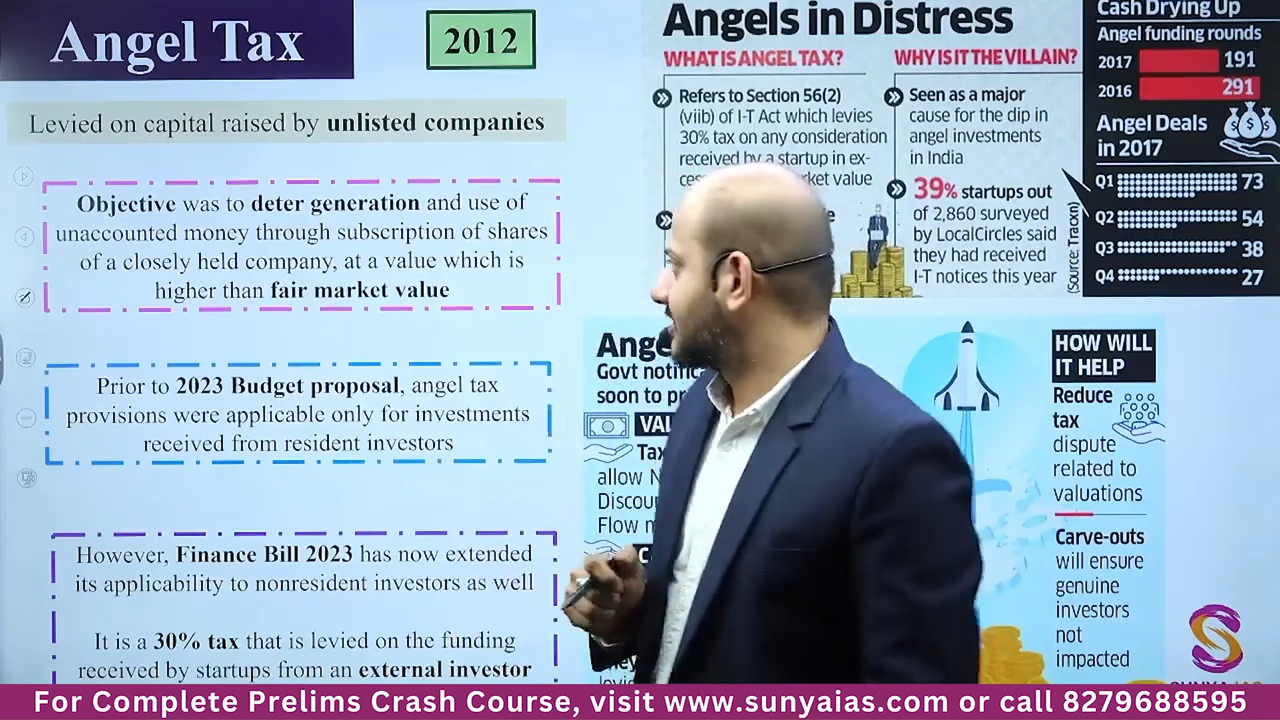 Angel Tax
2012
Levied on capital raised by unlisted companies
Objective was to deter generation and use of
unaccounted money through subscription of shares
of a closely held company, at a value which is
higher than fair market value
Prior to 2023 Budget proposal, angel tax
provisions were applicable only for investments
received from resident investors
However, Finance Bill 2023 has now extended
its applicability to nonresident investors as well
It is a 30% tax that is levied on the funding
received by startups from an external investor
Angels in Distress
WHAT IS ANGEL TAX?
Refers to Section 56(2)
(viib) of I-T Act which levies
30% tax on any consideration
received by a startup in ex-
WHY IS IT THE VILLAIN?
Seen as a major
cause for the dip in
angel investments
in India
39% startups out
of 2,860 surveyed
by LocalCircles said
they had received
I-T notices this year
(Source: Tracxn)
Cash Drying Up
Angel funding rounds
2017 191
2016 291
Angel Deals
in 2017
Q1 73
Q2 54
Q3 38
Q4 27
Govt
soon to
allow
Flow
HOW WILL
IT HELP
Reduce
tax
dispute
related to
valuations
Carve-outs
will ensure
genuine
investors
not
impacted
For Complete Prelims Crash Course, visit www.sunyaias.com or call 8279688595